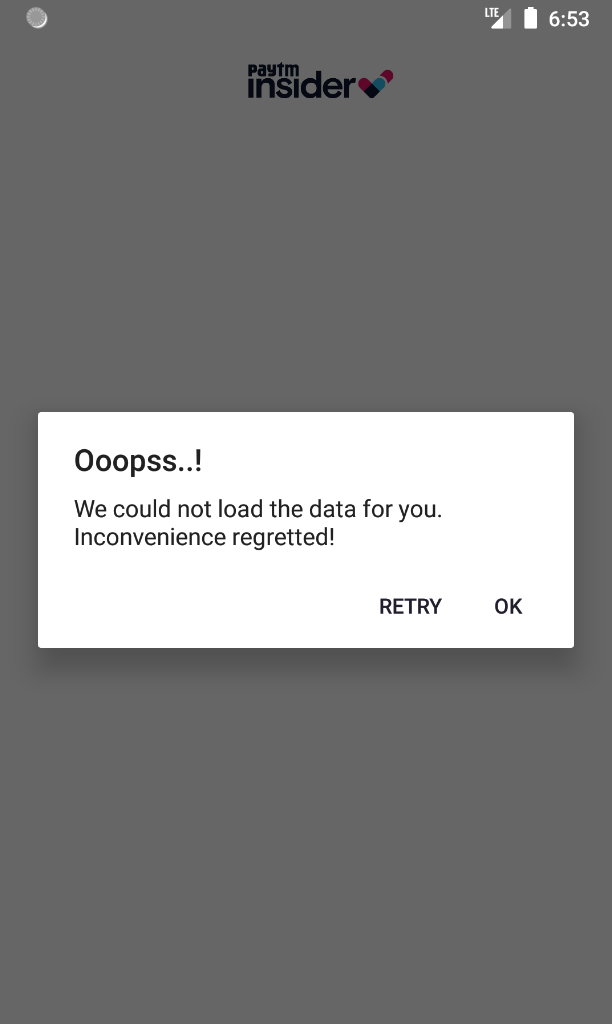 LTE 6:53
paytm
insider
Ooopss..!
We could not load the data for you.
Inconvenience regretted!
RETRY OK